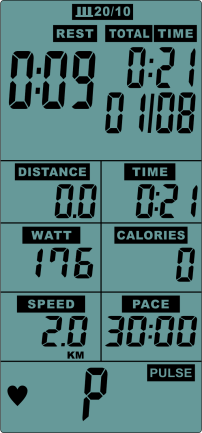 20/10
REST TOTAL TIME
0:09 0:21
01/08
DISTANCE TIME
0.0 0:21
WATT CALORIES
176 0
SPEED PACE
2.0 30:00
KM
P PULSE